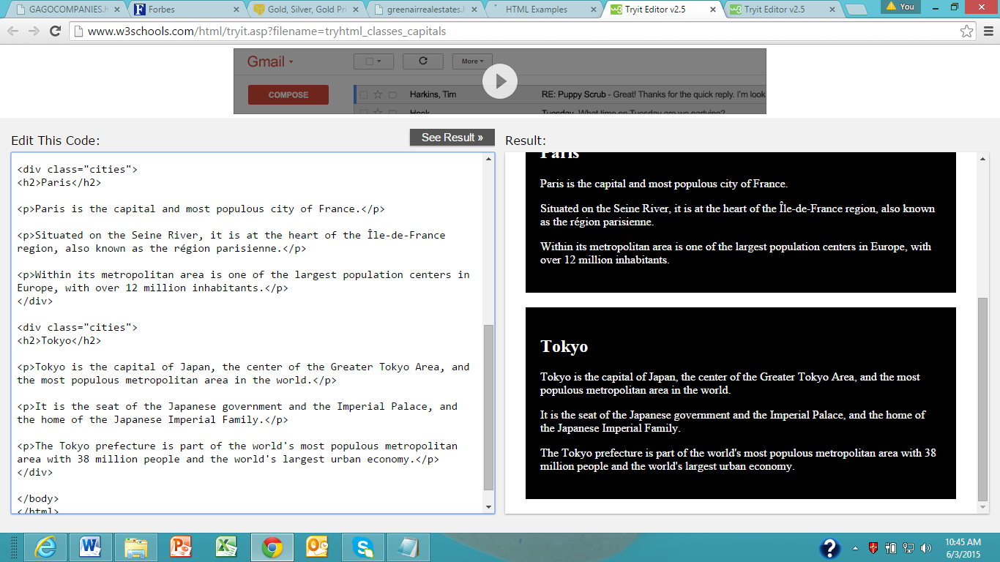 GAGOCOMPANIES.h
Forbes
Gold, Silver, Gold Pri
greenairrealestates.h
HTML Examples
Tryit Editor v2.5
Tryit Editor v2.5
You
www.w3schools.com/html/tryit.asp?filename=tryhtml_classes_capitals
Gmail
More
COMPOSE
Harkins, Tim
RE: Puppy Scrub - Great! Thanks for the quick reply. I'm look
Tuesday. What time on Tuesday are we partying?
Edit This Code:
See Result »
Result:
<div class="cities">
<h2>Paris</h2>
<p>Paris is the capital and most populous city of France.</p>
<p>Situated on the Seine River, it is at the heart of the Île-de-France
region, also known as the région parisienne.</p>
<p>Within its metropolitan area is one of the largest population centers in
Europe, with over 12 million inhabitants.</p>
</div>
<div class="cities">
<h2>Tokyo</h2>
<p>Tokyo is the capital of Japan, the center of the Greater Tokyo Area, and
the most populous metropolitan area in the world.</p>
<p>It is the seat of the Japanese government and the Imperial Palace, and
the home of the Japanese Imperial Family.</p>
<p>The Tokyo prefecture is part of the world's most populous metropolitan
area with 38 million people and the world's largest urban economy.</p>
</div>
</body>
</html>
Paris
Paris is the capital and most populous city of France.
Situated on the Seine River, it is at the heart of the Île-de-France region, also known
as the région parisienne.
Within its metropolitan area is one of the largest population centers in Europe, with
over 12 million inhabitants.
Tokyo
Tokyo is the capital of Japan, the center of the Greater Tokyo Area, and the most
populous metropolitan area in the world.
It is the seat of the Japanese government and the Imperial Palace, and the home of
the Japanese Imperial Family.
The Tokyo prefecture is part of the world's most populous metropolitan area with 38
million people and the world's largest urban economy.
10:45 AM
6/3/2015